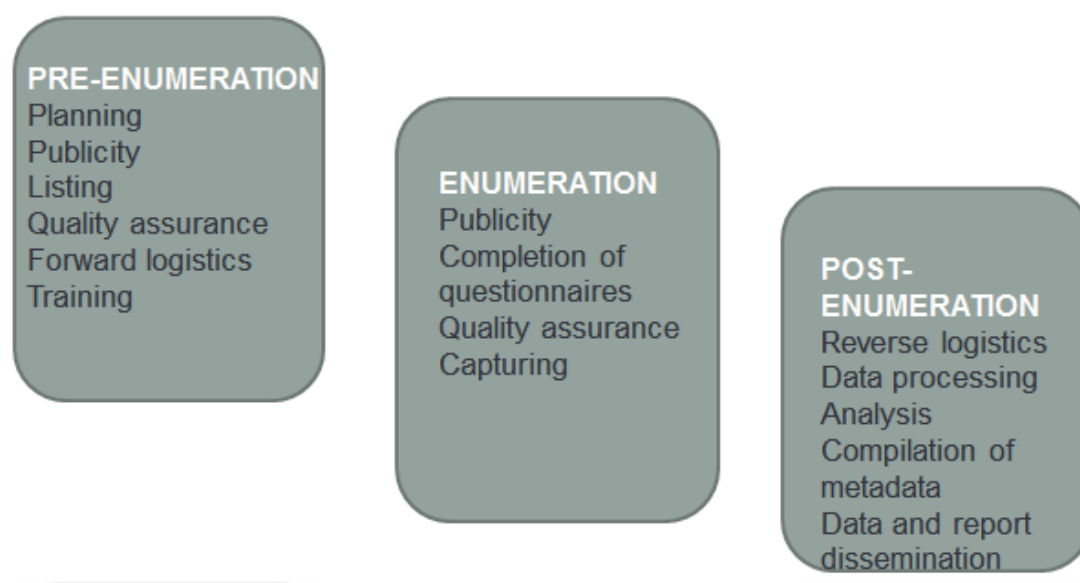 PRE-ENUMERATION
Planning
Publicity
Listing
Quality assurance
Forward logistics
Training
ENUMERATION
Publicity
Completion of
questionnaires
Quality assurance
Capturing
POST-
ENUMERATION
Reverse logistics
Data processing
Analysis
Compilation of
metadata
Data and report
dissemination